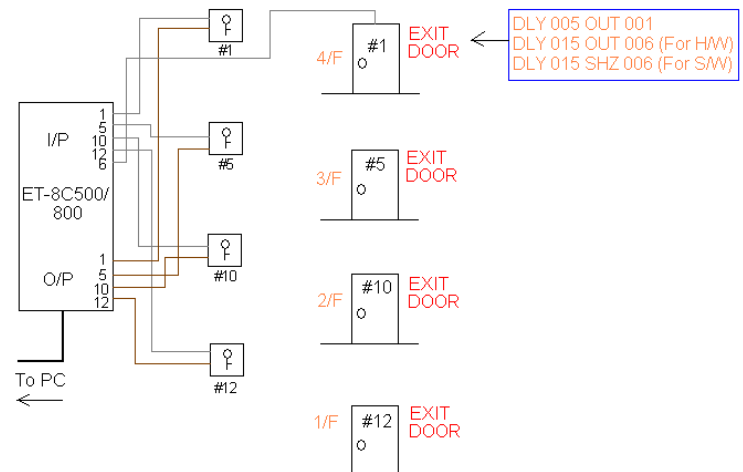 #1
4/F
#1
EXIT
DOOR
DLY 005 OUT 001
DLY 015 OUT 006 (For H/W)
DLY 015 SHZ 006 (For S/W)
I/P
1
5
10
12
6
ET-8C500/
800
O/P
1
5
10
12
To PC
#5
3/F
#5
EXIT
DOOR
#10
2/F
#10
EXIT
DOOR
#12
1/F
#12
EXIT
DOOR